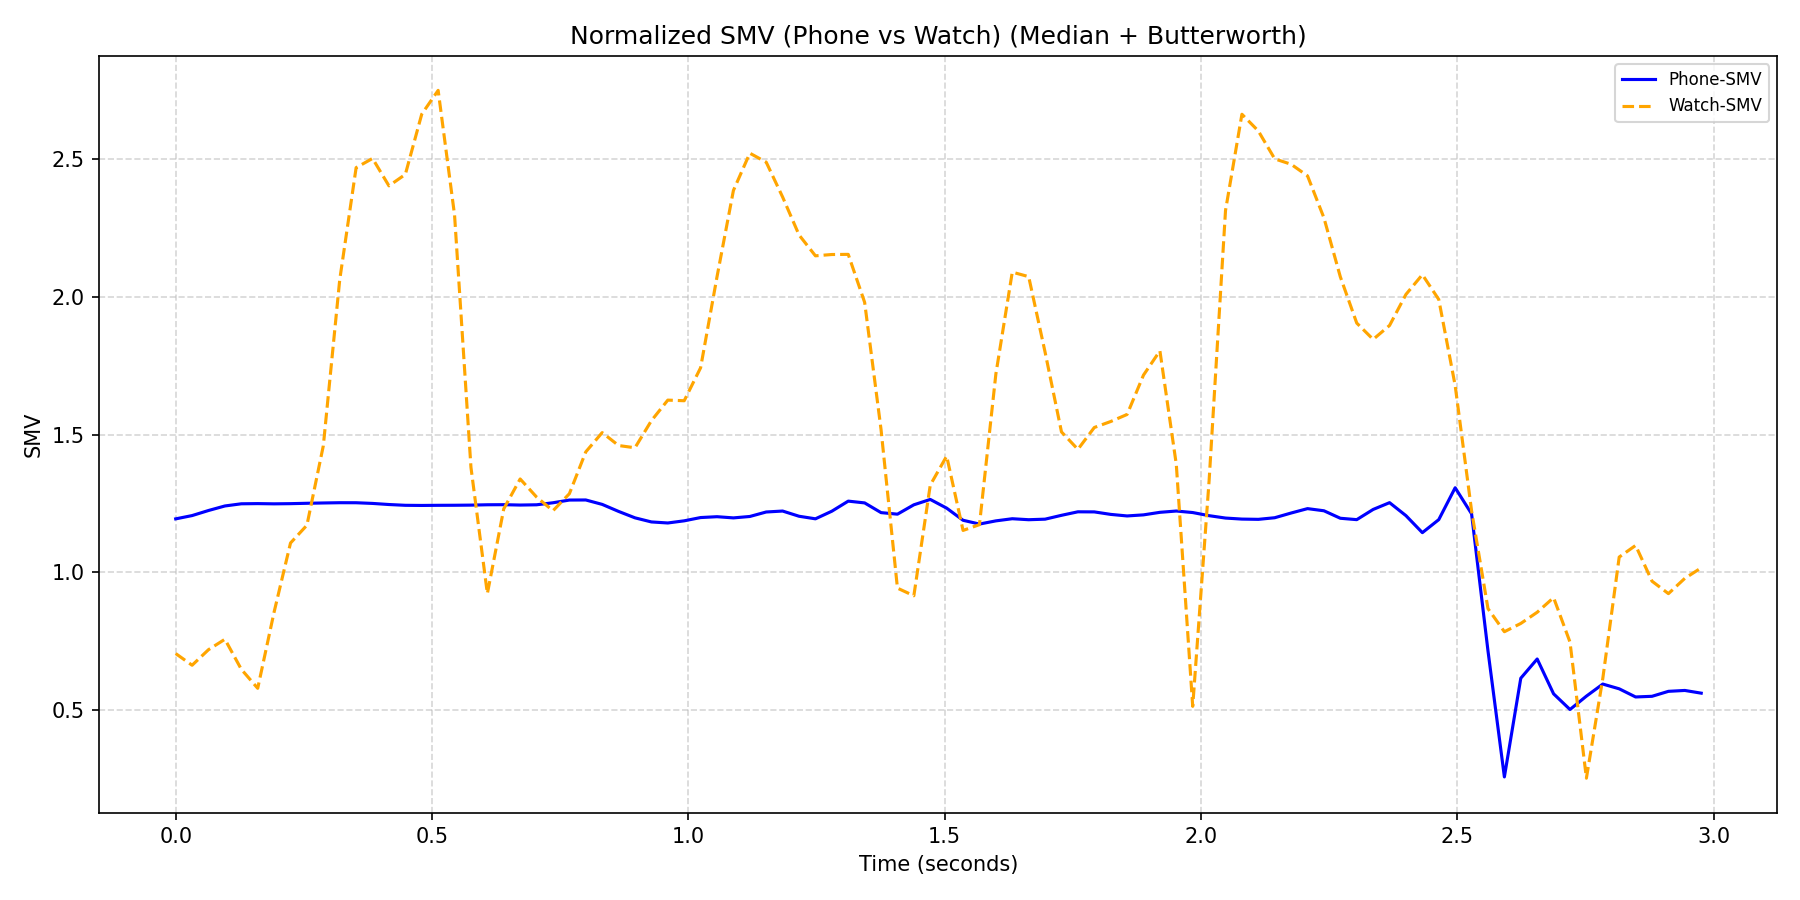 Normalized SMV (Phone vs Watch) (Median + Butterworth)
Phone-SMV
Watch-SMV
2.5
2.0
1.5
1.0
0.5
SMV
0.0 0.5 1.0 1.5 2.0 2.5 3.0
Time (seconds)